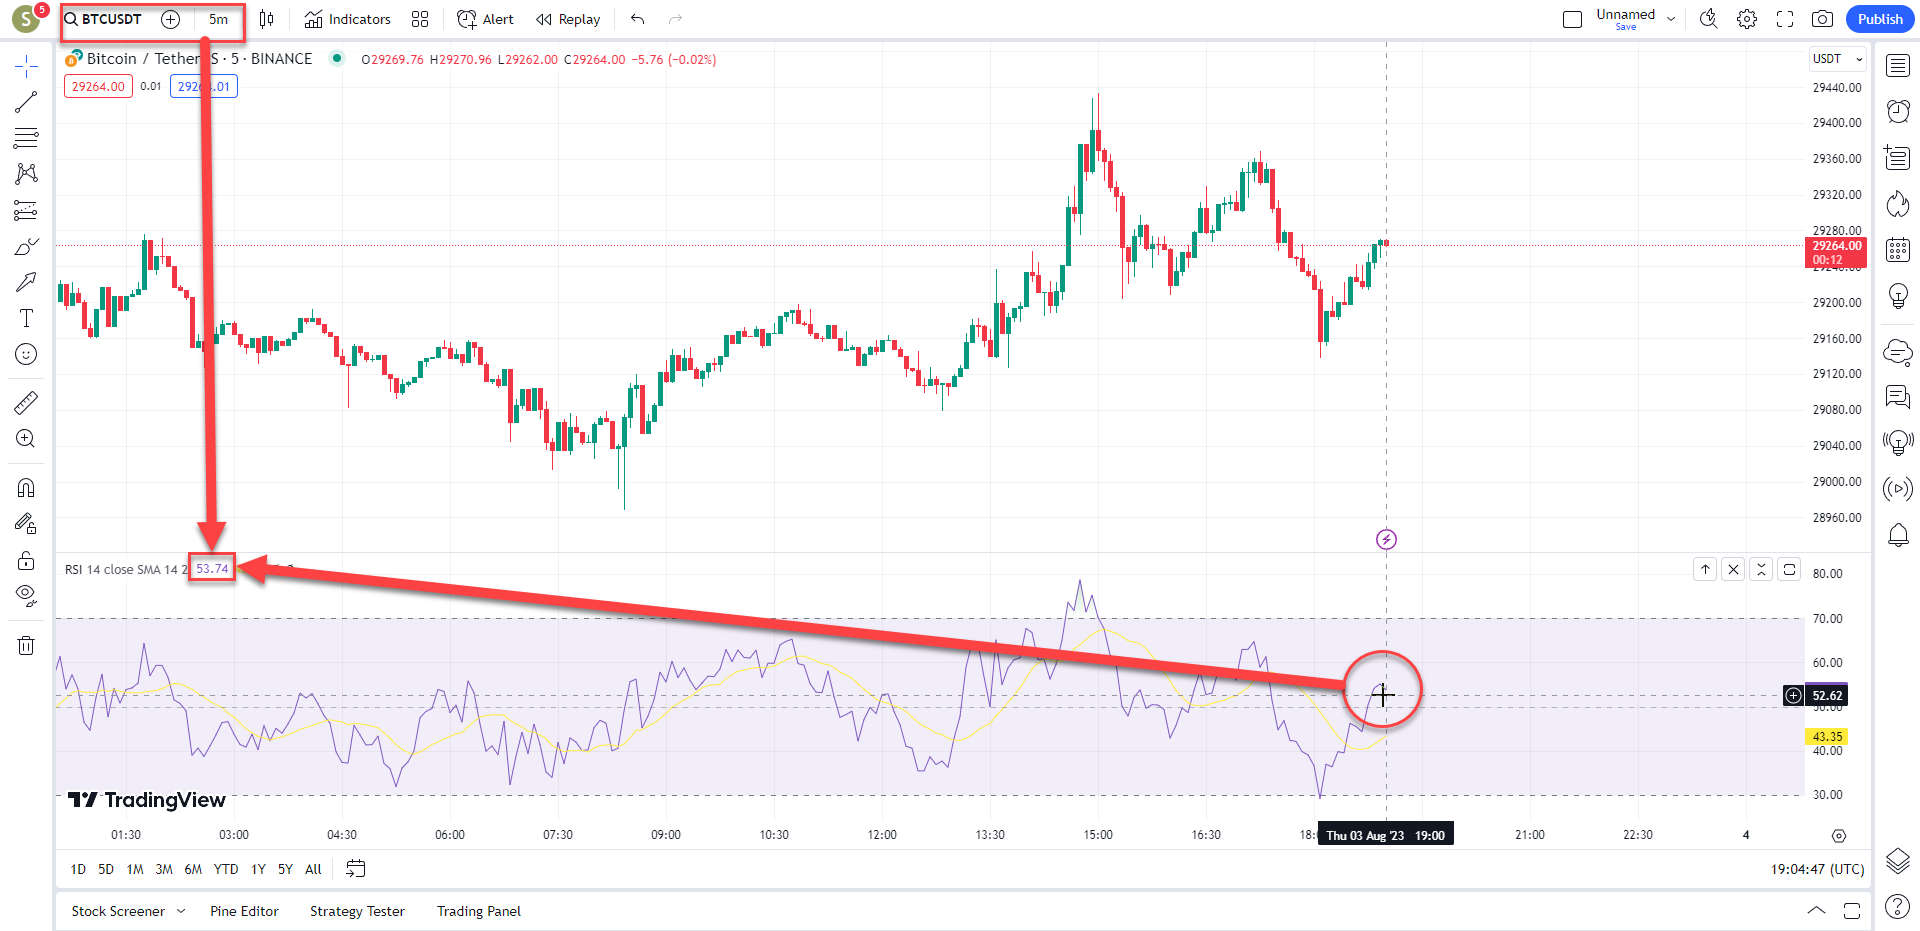 S 5 BTCUSDT 5m Indicators Alert Replay Unnamed Save Publish
Bitcoin / Tether S · 5 · BINANCE O29269.76 H29270.96 L29262.00 C29264.00 −5.76 (−0.02%)
USDT
29264.00 0.01 29264.01
29440.00
29400.00
29360.00
29320.00
29280.00
29264.00
00:12
29240.00
29200.00
29160.00
29120.00
29080.00
29040.00
29000.00
28960.00
T
RSI 14 close SMA 14 2 53.74
80.00
70.00
60.00
52.62
50.00
43.35
40.00
30.00
TradingView
01:30 03:00 04:30 06:00 07:30 09:00 10:30 12:00 13:30 15:00 16:30 Thu 03 Aug '23 19:00 21:00 22:30 4
1D 5D 1M 3M 6M YTD 1Y 5Y All 19:04:47 (UTC)
Stock Screener Pine Editor Strategy Tester Trading Panel